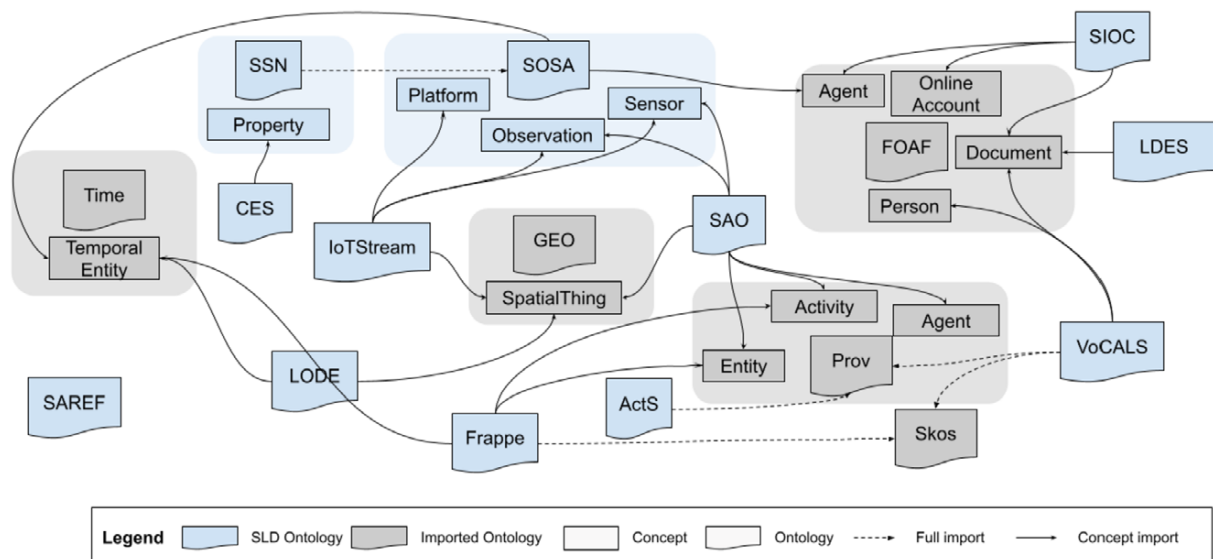 SIOC
SSN
SOSA
Agent
Online
Account
Platform
Sensor
Property
Observation
FOAF
Document
LDES
Time
CES
Person
SAO
Temporal
Entity
IoTStream
GEO
SpatialThing
Activity
Agent
VoCALS
LODE
Entity
Prov
SAREF
ActS
Frappe
Skos
Legend
SLD Ontology
Imported Ontology
Concept
Ontology
Full import
Concept import